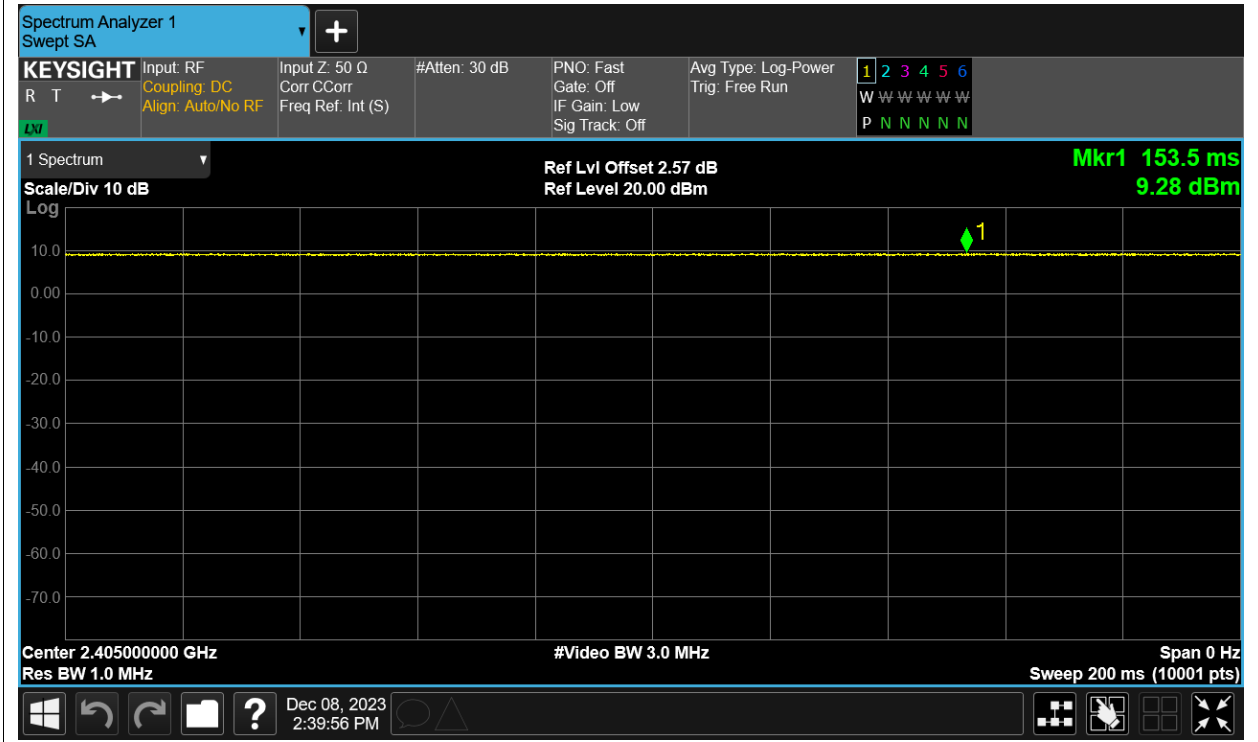 Spectrum Analyzer 1
Swept SA
+
KEYSIGHT
R T
LXI
Input: RF
Coupling: DC
Align: Auto/No RF
Input Z: 50 Ω
Corr CCorr
Freq Ref: Int (S)
#Atten: 30 dB
PNO: Fast
Gate: Off
IF Gain: Low
Sig Track: Off
Avg Type: Log-Power
Trig: Free Run
1 2 3 4 5 6
W W W W W W
P N N N N N
1 Spectrum
Scale/Div 10 dB
Log
Ref Lvl Offset 2.57 dB
Ref Level 20.00 dBm
Mkr1 153.5 ms
9.28 dBm
1
10.0
0.00
-10.0
-20.0
-30.0
-40.0
-50.0
-60.0
-70.0
Center 2.405000000 GHz
Res BW 1.0 MHz
#Video BW 3.0 MHz
Span 0 Hz
Sweep 200 ms (10001 pts)
?
Dec 08, 2023
2:39:56 PM